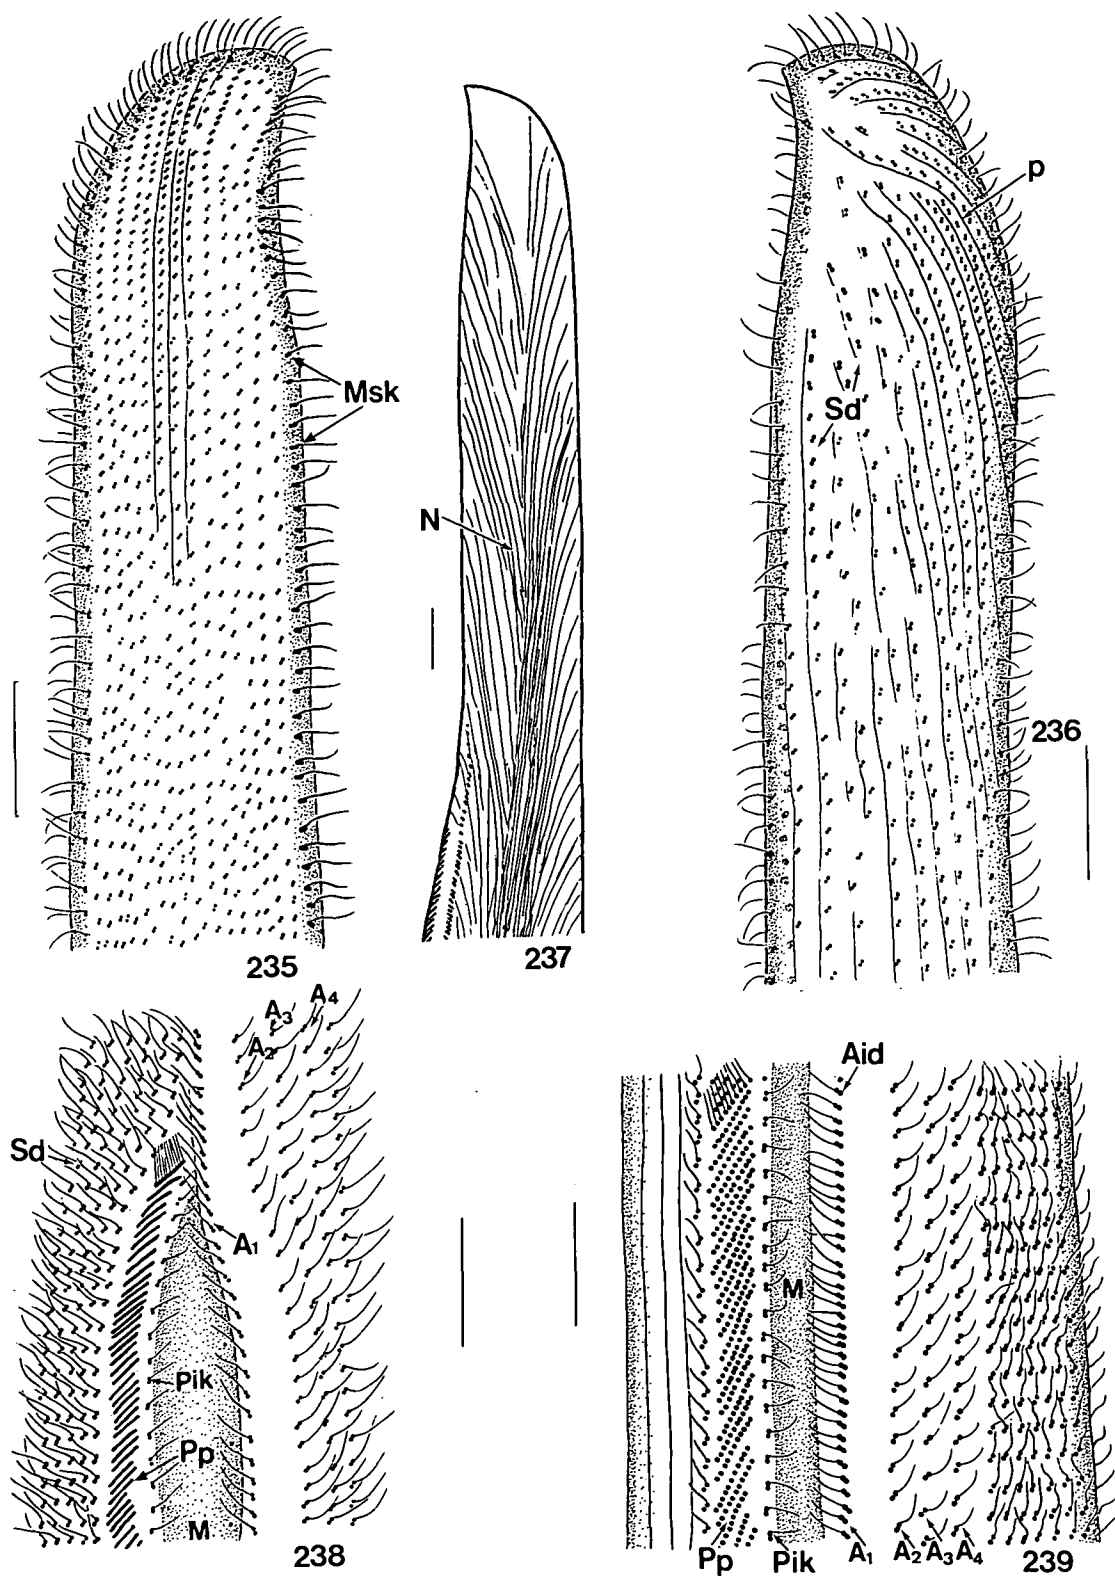 p
Msk
Sd
N
236
235
237
A3 A4
A2
Aid
Sd
A1
M
Pik
Pp
M
238
Pp Pik A1 A2 A3 A4 239